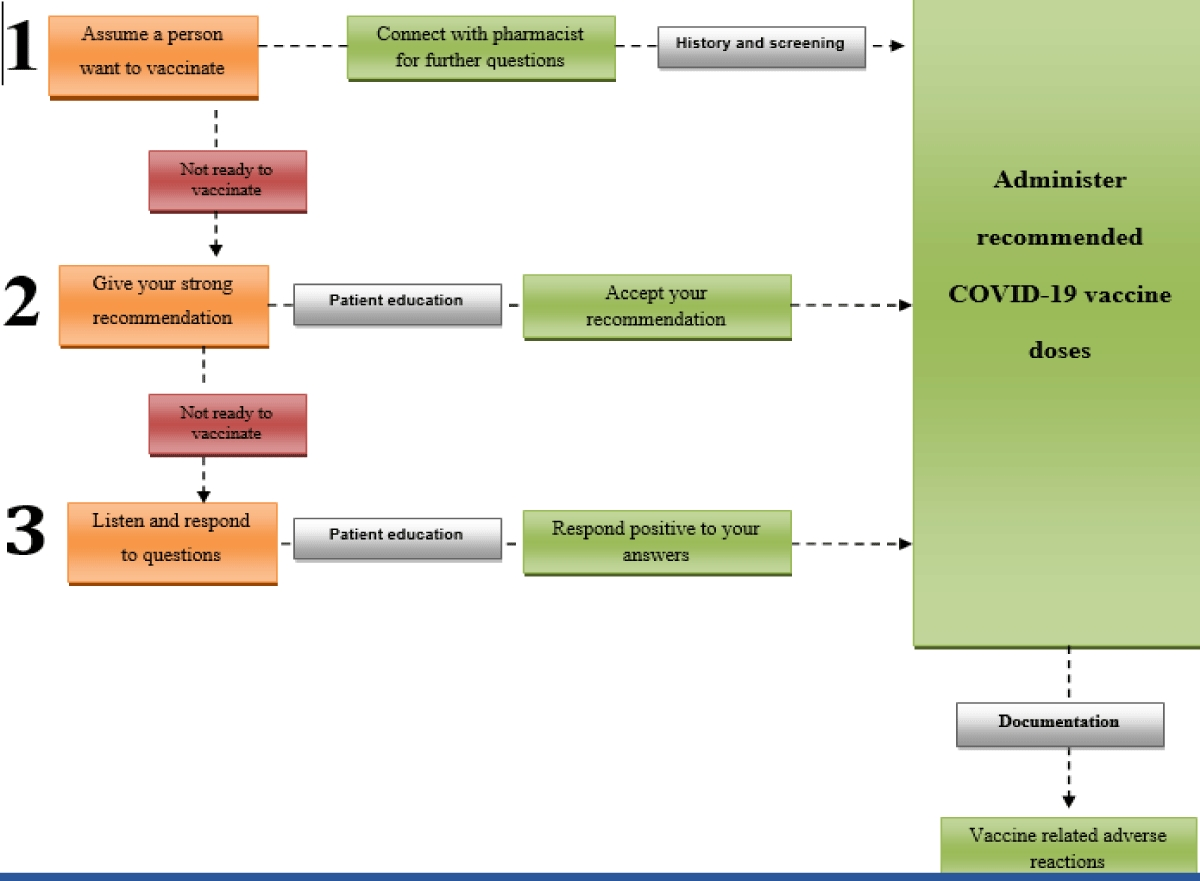 1
Assume a person
want to vaccinate
Connect with pharmacist
for further questions
History and screening
Not ready to
vaccinate
2
Give your strong
recommendation
Patient education
Accept your
recommendation
Not ready to
vaccinate
3
Listen and respond
to questions
Patient education
Respond positive to your
answers
Administer
recommended
COVID-19 vaccine
doses
Documentation
Vaccine related adverse
reactions